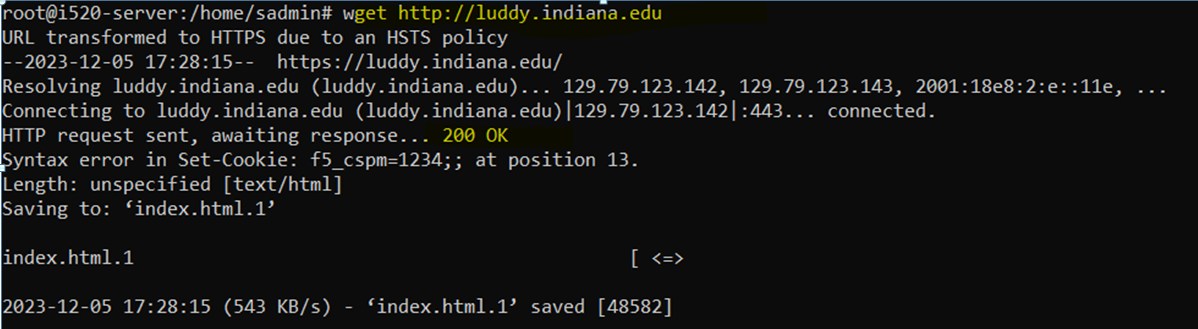 root@i520-server:/home/sadmin# wget http://luddy.indiana.edu
URL transformed to HTTPS due to an HSTS policy
--2023-12-05 17:28:15--  https://luddy.indiana.edu/
Resolving luddy.indiana.edu (luddy.indiana.edu)... 129.79.123.142, 129.79.123.143, 2001:18e8:2:e::11e, ...
Connecting to luddy.indiana.edu (luddy.indiana.edu)|129.79.123.142|:443... connected.
HTTP request sent, awaiting response... 200 OK
Syntax error in Set-Cookie: f5_cspm=1234;; at position 13.
Length: unspecified [text/html]
Saving to: ‘index.html.1’
index.html.1 [ <=>
2023-12-05 17:28:15 (543 KB/s) - ‘index.html.1’ saved [48582]